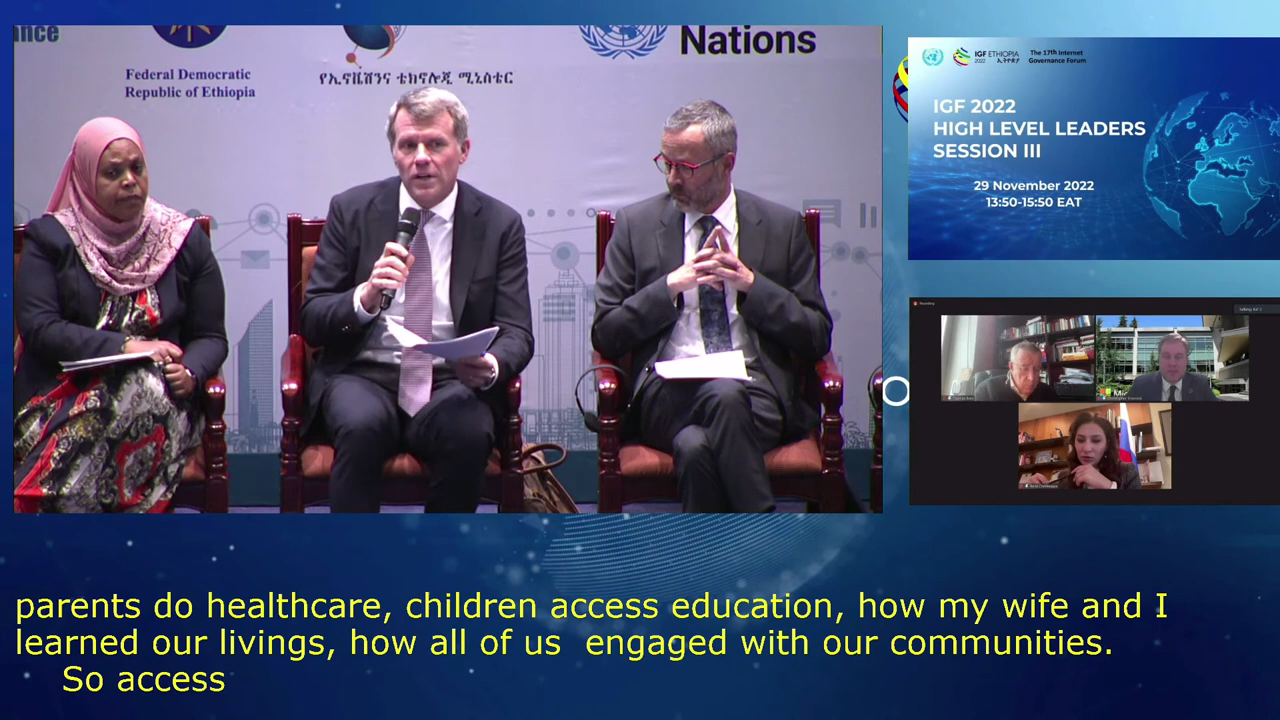 ance
Federal Democratic
Republic of Ethiopia
የኢኖቬሽንና ቴክኖሎጂ ሚኒስቴር
Nations
IGF ETHIOPIA
2022 ኢትዮጵያ
The 17th Internet
Governance Forum
IGF 2022
HIGH LEVEL LEADERS
SESSION III
29 November 2022
13:50-15:50 EAT
parents do healthcare, children access education, how my wife and I
learned our livings, how all of us engaged with our communities.
So access